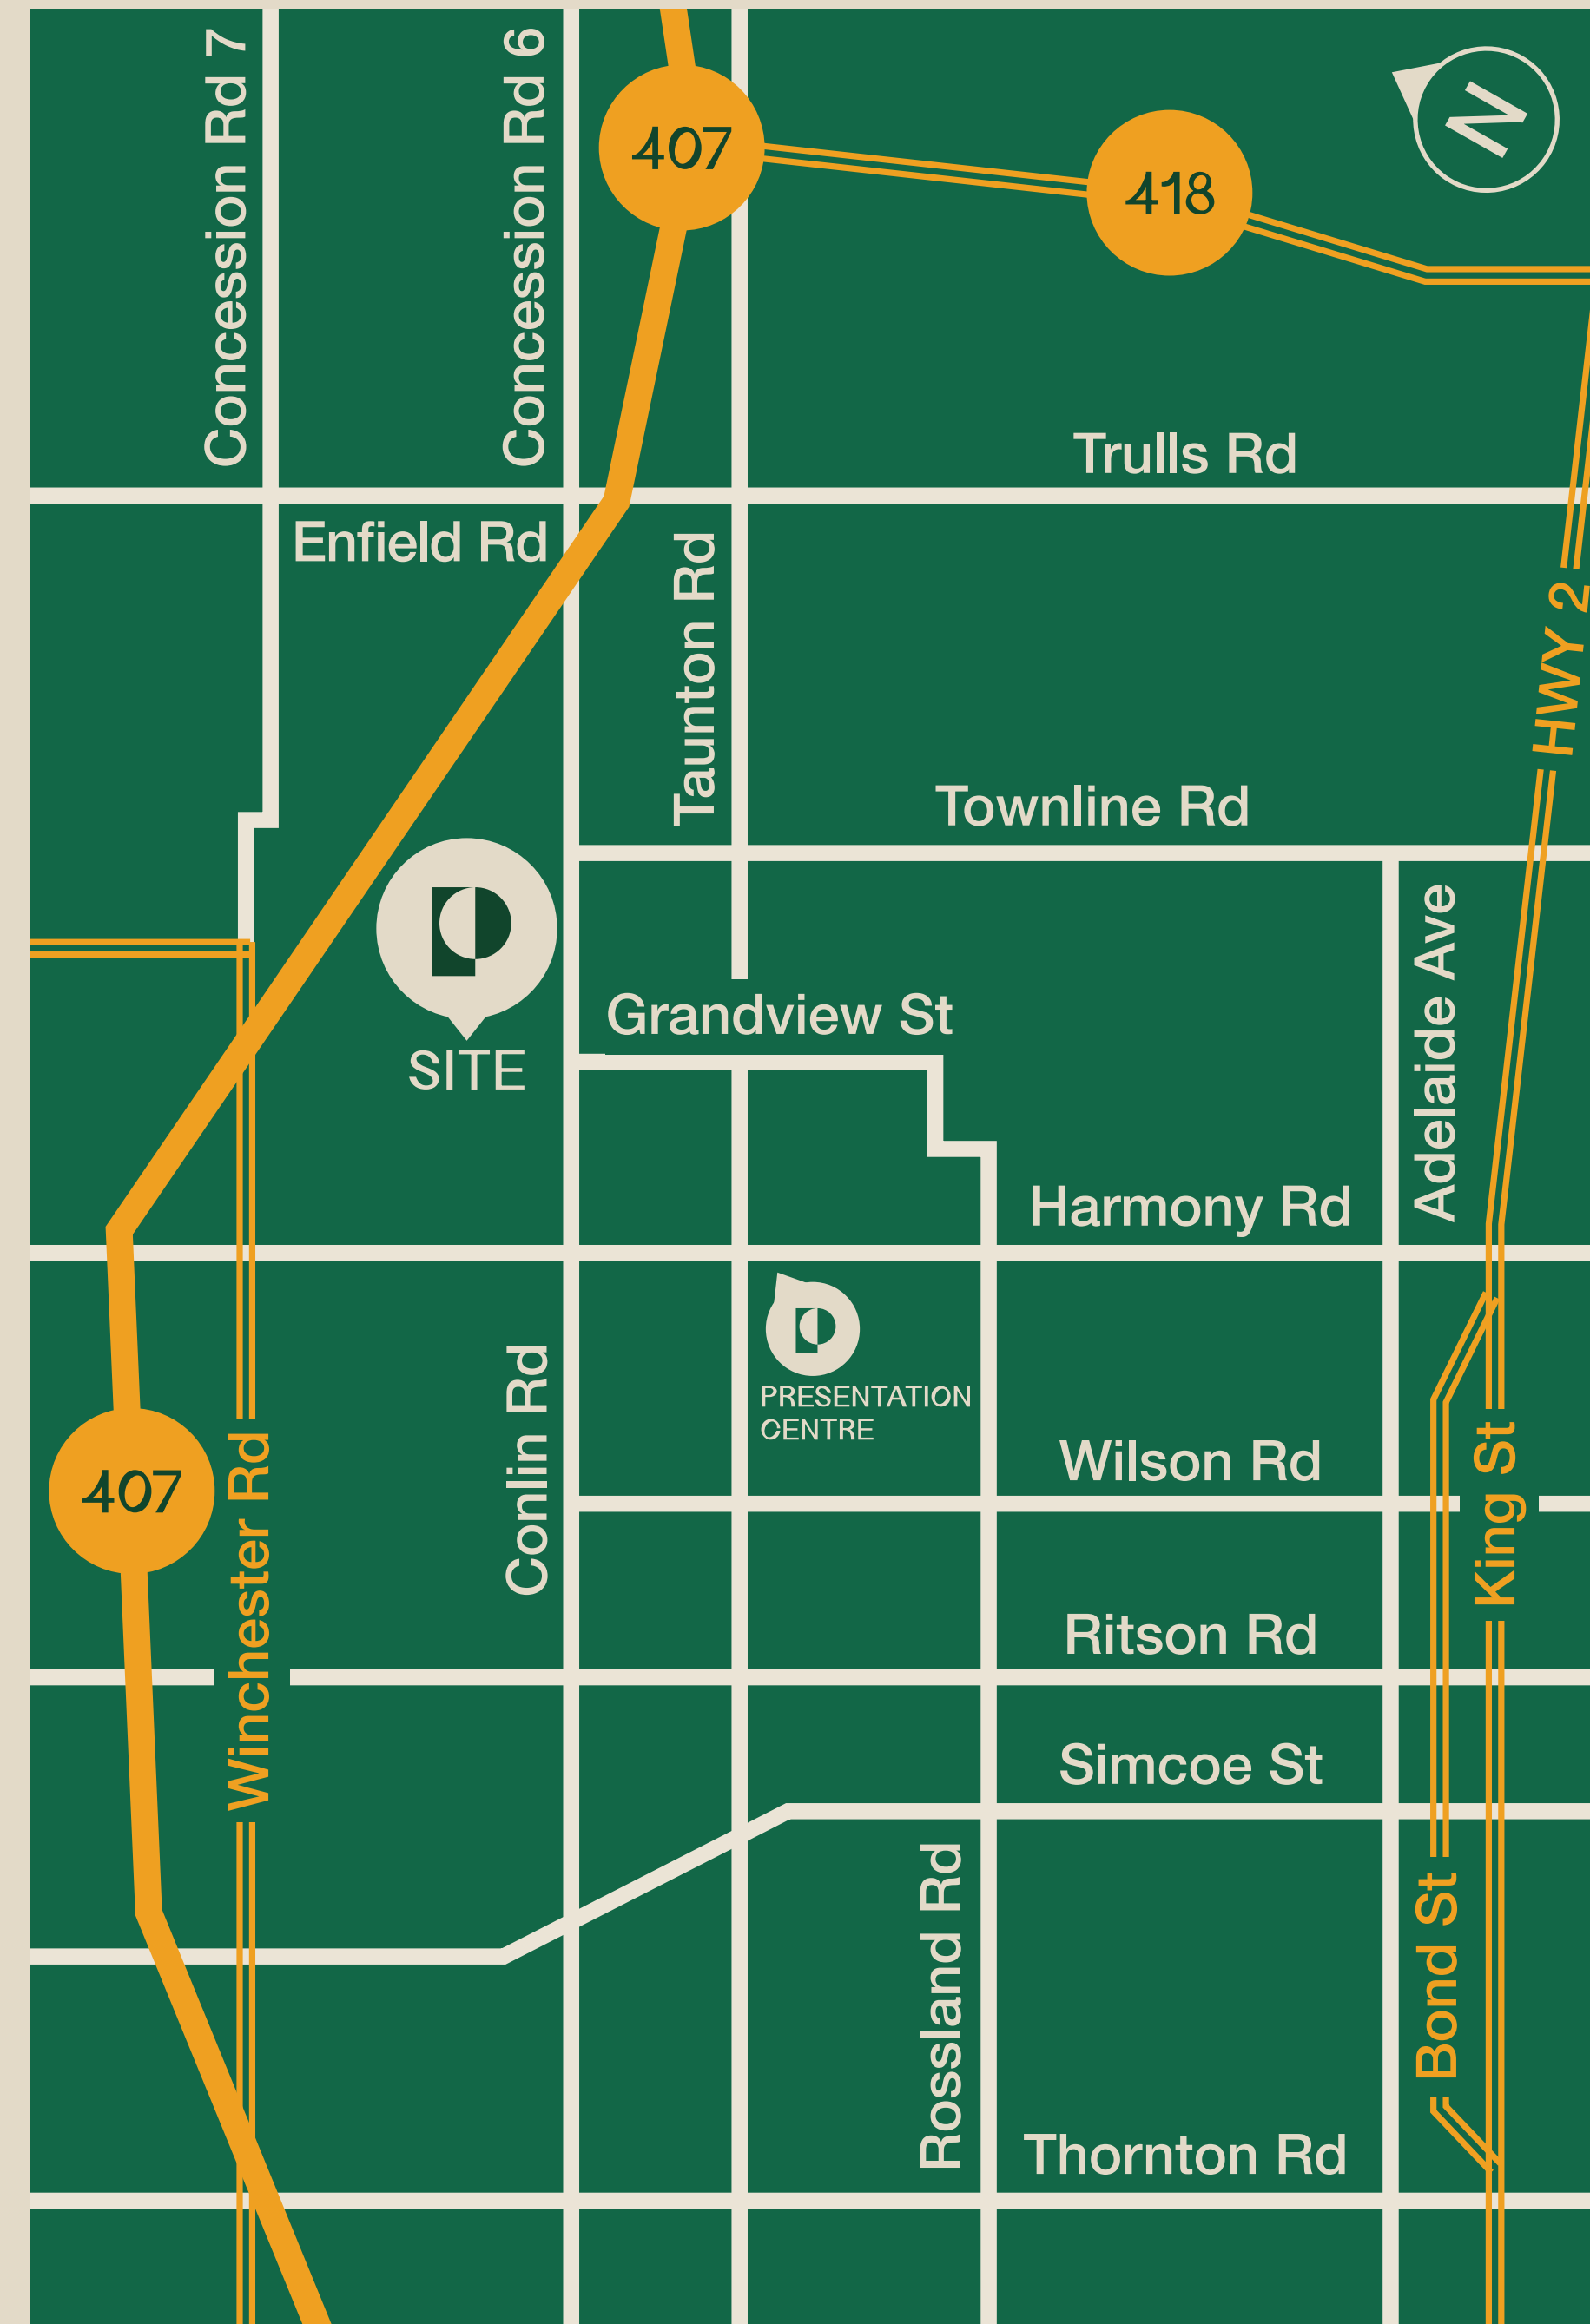 Concession Rd 7
Concession Rd 6
407
418
N
Trulls Rd
Enfield Rd
Taunton Rd
HWY 2
Townline Rd
Adelaide Ave
Grandview St
SITE
Harmony Rd
PRESENTATION
CENTRE
Conlin Rd
Wilson Rd
King St
407
Winchester Rd
Ritson Rd
Simcoe St
Rossland Rd
Bond St
Thornton Rd